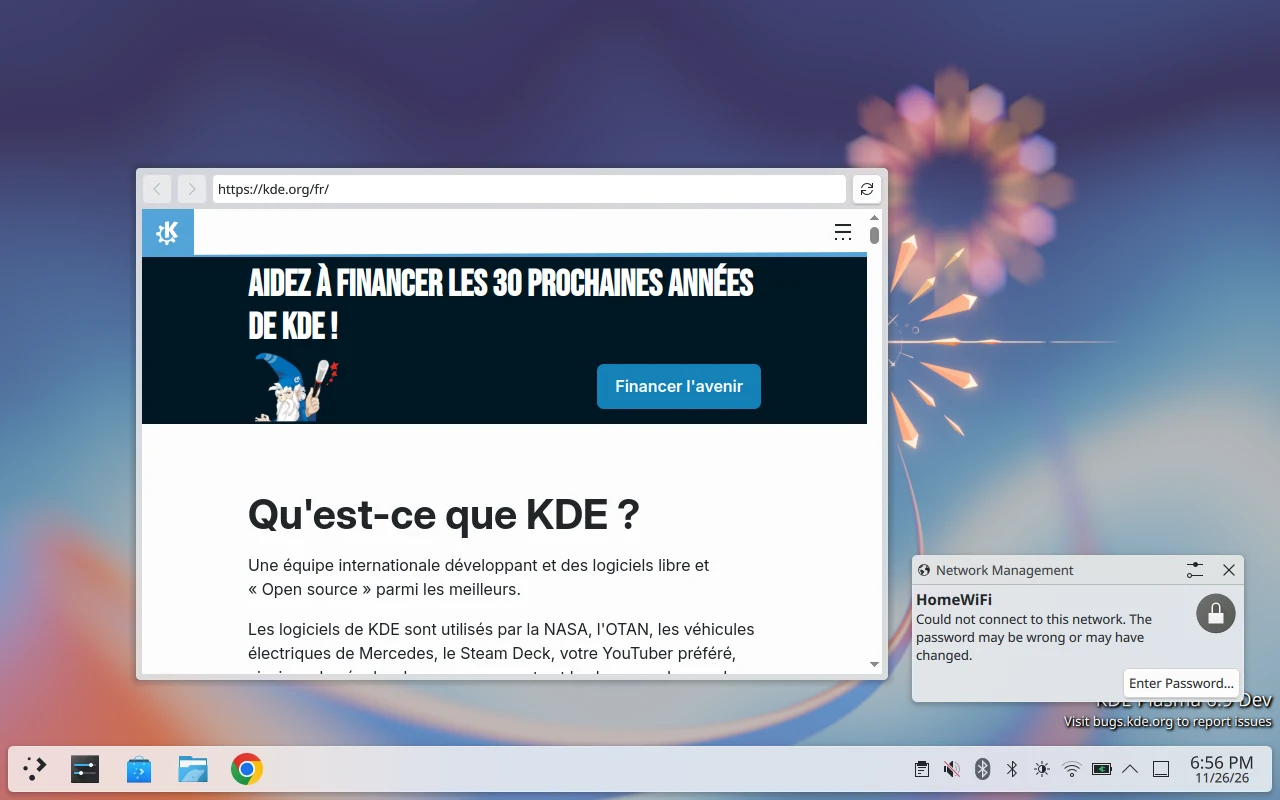 https://kde.org/fr/
AIDEZ À FINANCER LES 30 PROCHAINES ANNÉES
DE KDE !
Financer l'avenir
Qu'est-ce que KDE ?
Une équipe internationale développant et des logiciels libre et
« Open source » parmi les meilleurs.
Les logiciels de KDE sont utilisés par la NASA, l'OTAN, les véhicules
électriques de Mercedes, le Steam Deck, votre YouTuber préféré,
Network Management
HomeWiFi
Could not connect to this network. The
password may be wrong or may have
changed.
Enter Password...
KDE Plasma 6.5 Dev
Visit bugs.kde.org to report issues
6:56 PM
11/26/26